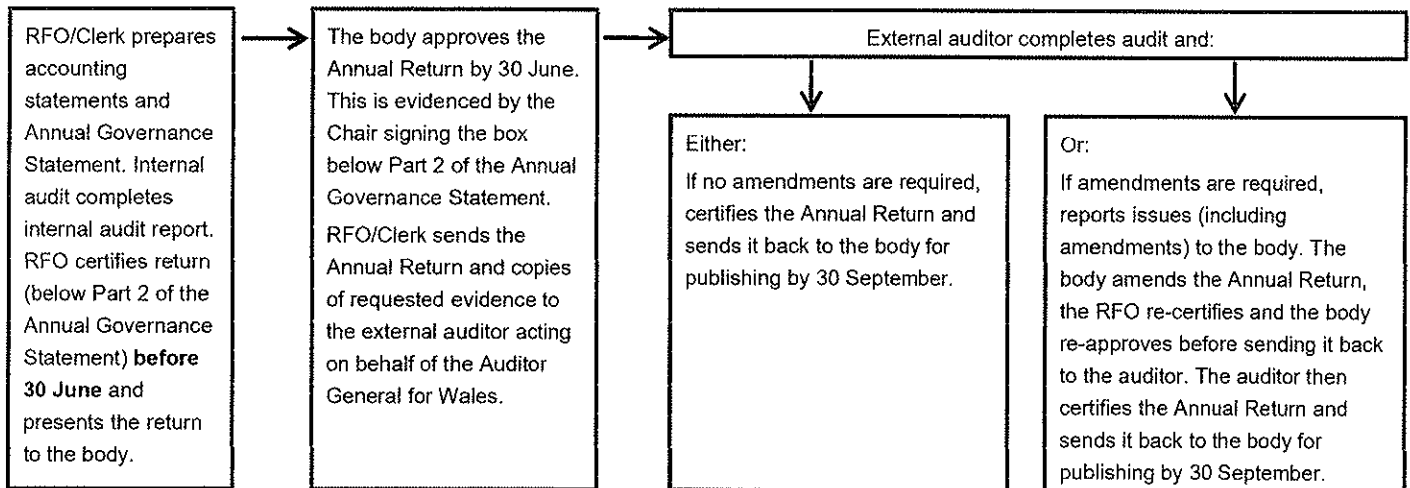 RFO/Clerk prepares
accounting
statements and
Annual Governance
Statement. Internal
audit completes
internal audit report.
RFO certifies return
(below Part 2 of the
Annual Governance
Statement) before
30 June and
presents the return
to the body.
The body approves the
Annual Return by 30 June.
This is evidenced by the
Chair signing the box
below Part 2 of the Annual
Governance Statement.
RFO/Clerk sends the
Annual Return and copies
of requested evidence to
the external auditor acting
on behalf of the Auditor
General for Wales.
External auditor completes audit and:
Either:
If no amendments are required,
certifies the Annual Return and
sends it back to the body for
publishing by 30 September.
Or:
If amendments are required,
reports issues (including
amendments) to the body. The
body amends the Annual Return,
the RFO re-certifies and the body
re-approves before sending it back
to the auditor. The auditor then
certifies the Annual Return and
sends it back to the body for
publishing by 30 September.